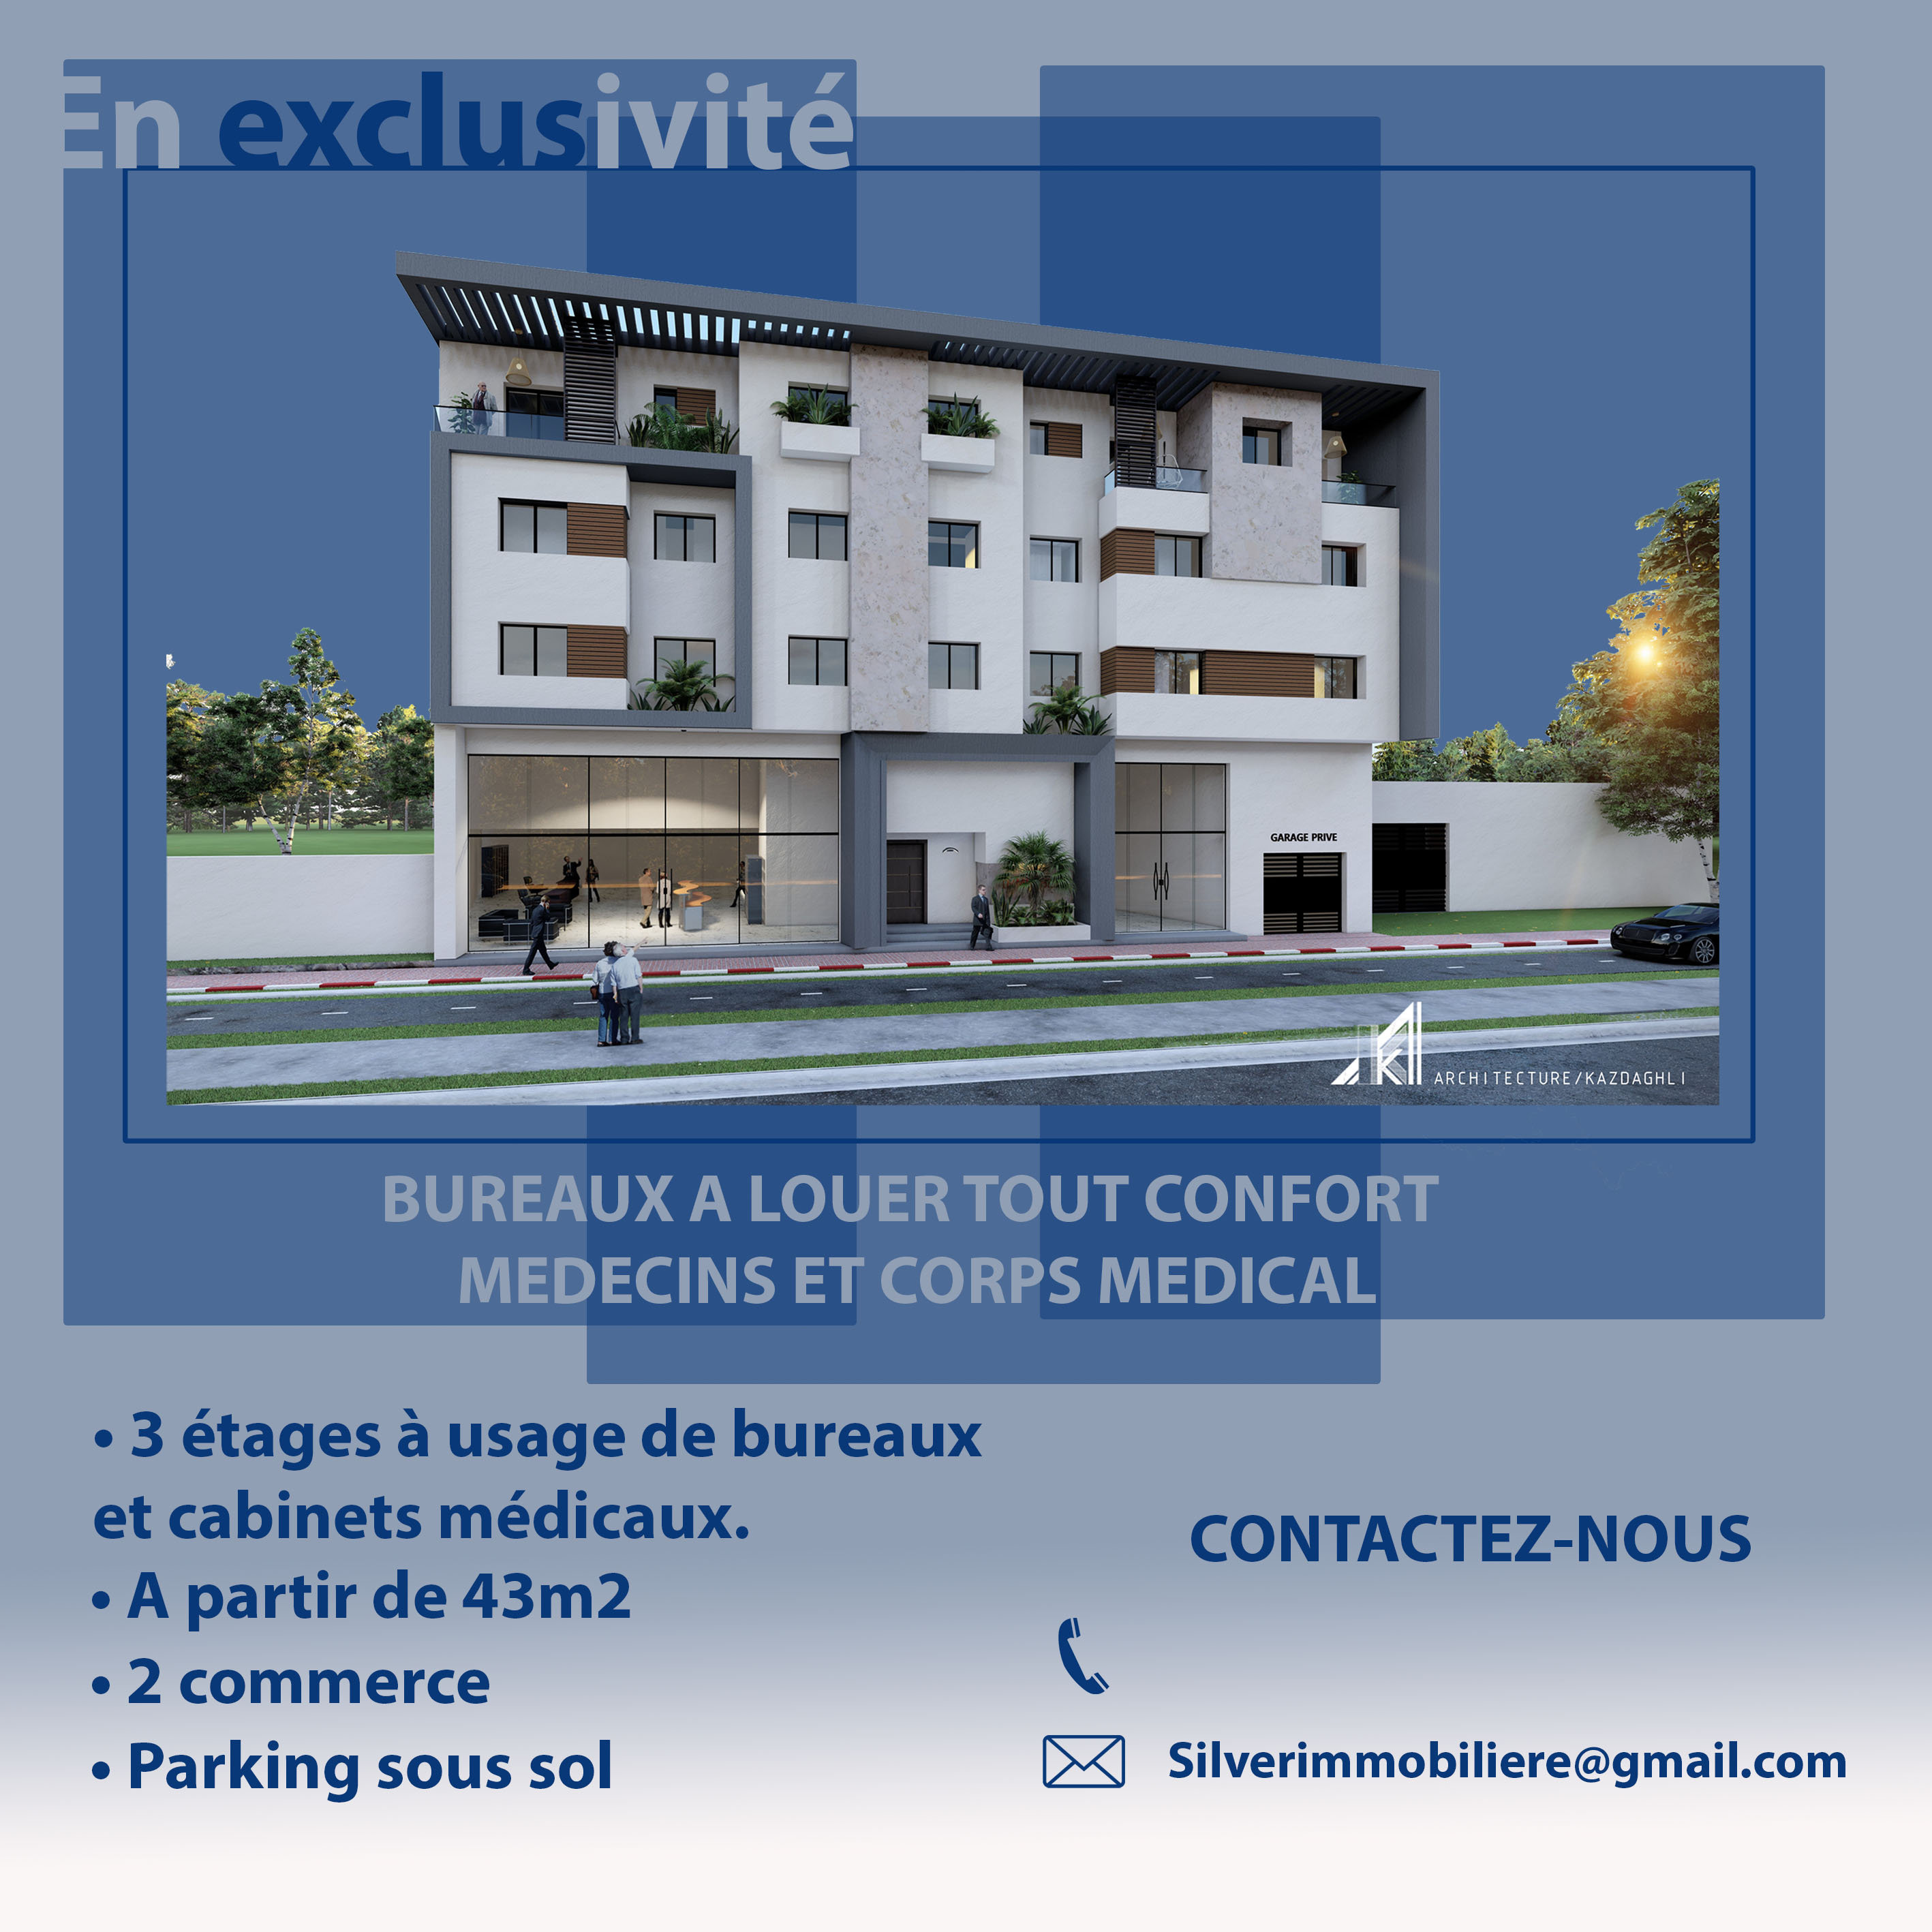 En exclusivité
GARAGE PRIVE
ARCHITECTURE/KAZDAGHLI
BUREAUX A LOUER TOUT CONFORT
MEDECINS ET CORPS MEDICAL
• 3 étages à usage de bureaux
et cabinets médicaux.
• A partir de 43m2
• 2 commerce
• Parking sous sol
CONTACTEZ-NOUS
Silverimmobiliere@gmail.com